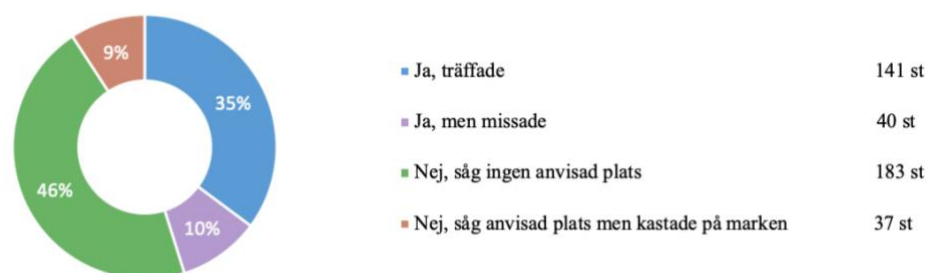 9%
35%
46%
10%
Ja, träffade 141 st
Ja, men missade 40 st
Nej, såg ingen anvisad plats 183 st
Nej, såg anvisad plats men kastade på marken 37 st